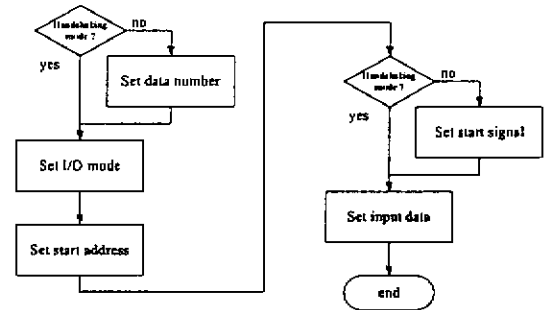 Handshaking
mode ?
no
yes
Set data number
Set I/O mode
Set start address
Handshaking
mode ?
no
yes
Set start signal
Set input data
end